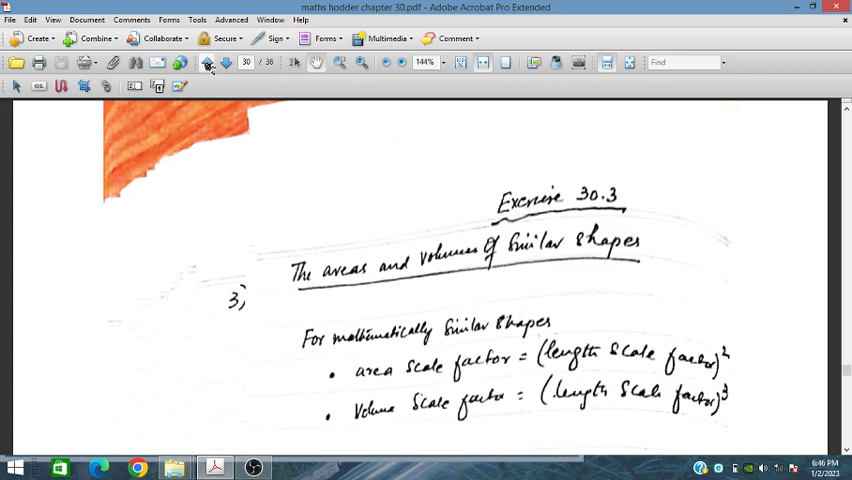 maths hodder chapter 30.pdf - Adobe Acrobat Pro Extended
File Edit View Document Comments Forms Tools Advanced Window Help
Create Combine Collaborate Secure Sign Forms Multimedia Comment
30 / 36 144% Find
Exercise 30.3
The areas and volumes of similar shapes
3)
For mathematically similar shapes
• area scale factor = (length scale factor)²
• Volume scale factor = (length scale factor)³
6:46 PM
1/2/2023